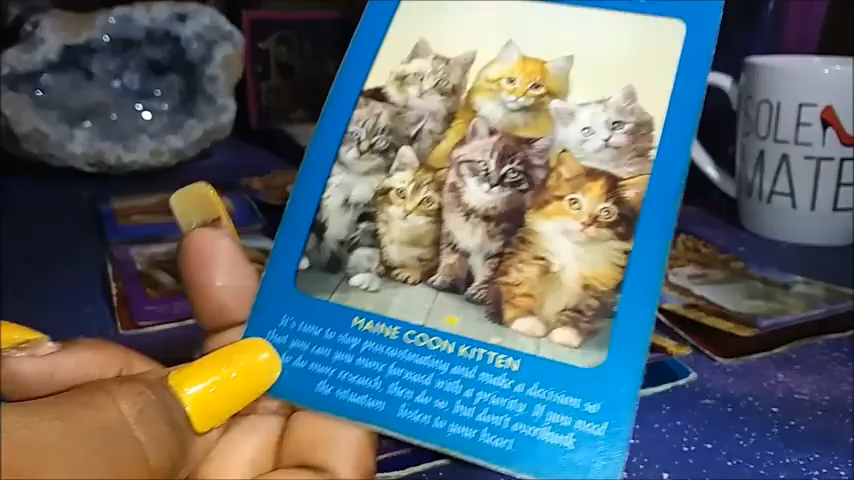 MAINE COON KITTEN
It's time to stop procrastinating and make a decision so
that you can move forward with a priority. If you need
to do more research, then do so, but don't overthink
the situation listen to your heart
SOLE
MATE